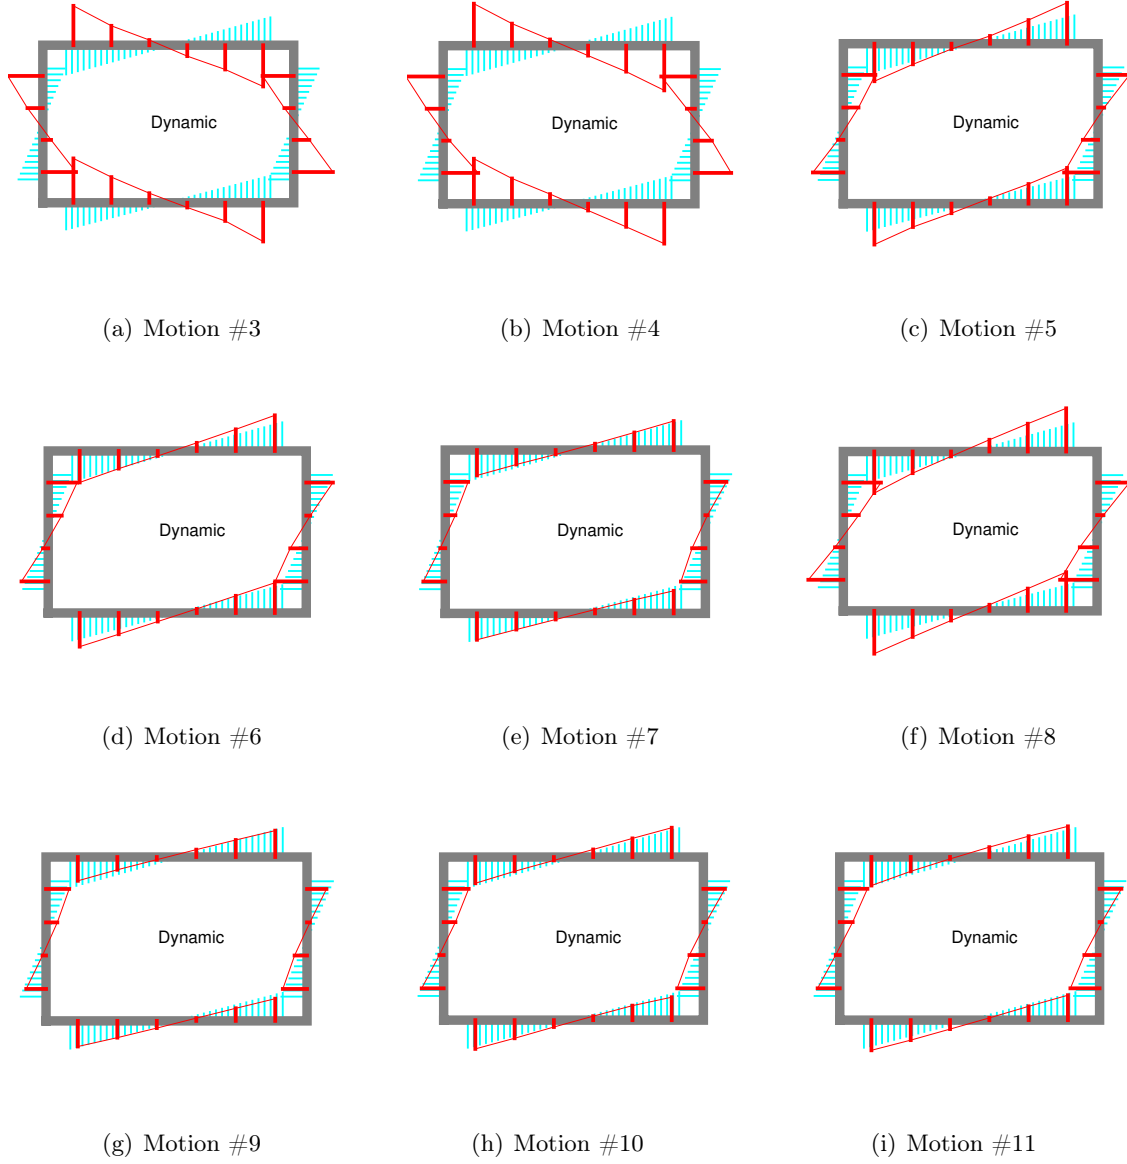 Dynamic
Dynamic
Dynamic
(a) Motion #3
(b) Motion #4
(c) Motion #5
Dynamic
Dynamic
Dynamic
(d) Motion #6
(e) Motion #7
(f) Motion #8
Dynamic
Dynamic
Dynamic
(g) Motion #9
(h) Motion #10
(i) Motion #11